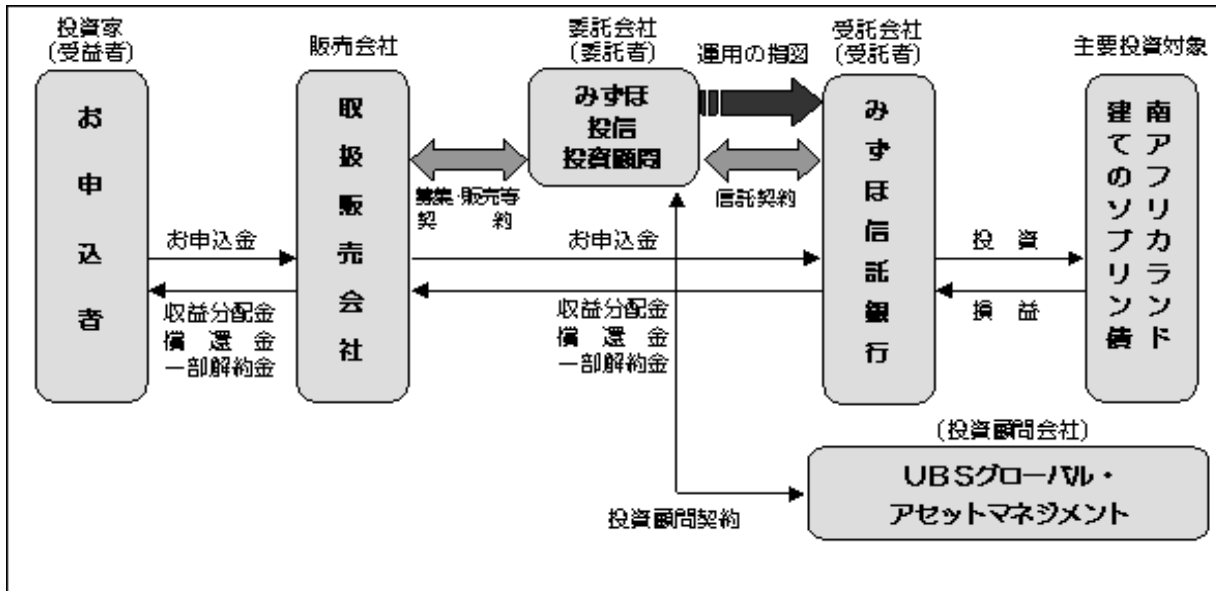 投資家
(受益者)
お申込者
販売会社
取扱販売会社
委託会社
(委託者)
みずほ
投信
投資顧問
運用の指図
受託会社
(受託者)
みずほ信託銀行
主要投資対象
南アフリカランド
建てのソブリン債
募集・販売等
契約
信託契約
お申込金
収益分配金
償還金
一部解約金
お申込金
収益分配金
償還金
一部解約金
投資
損益
投資顧問契約
(投資顧問会社)
UBSグローバル・
アセットマネジメント